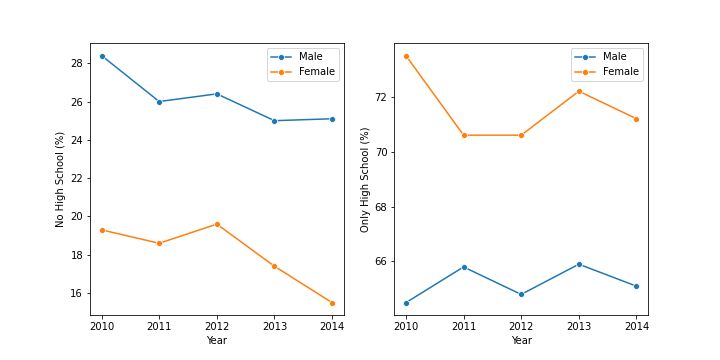 Male
Female
No High School (%)
28
26
24
22
20
18
16
2010 2011 2012 2013 2014
Year
Male
Female
Only High School (%)
72
70
68
66
2010 2011 2012 2013 2014
Year